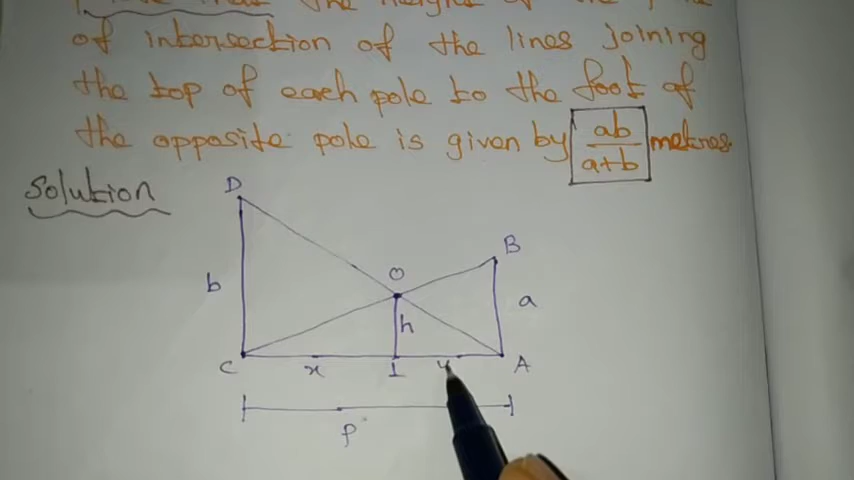 the
of intersection of the lines joining
the top of each pole to the foot of
the opposite pole is given by ab/a+b metres.
Solution
D
B
O
b
a
h
C x L y A
P